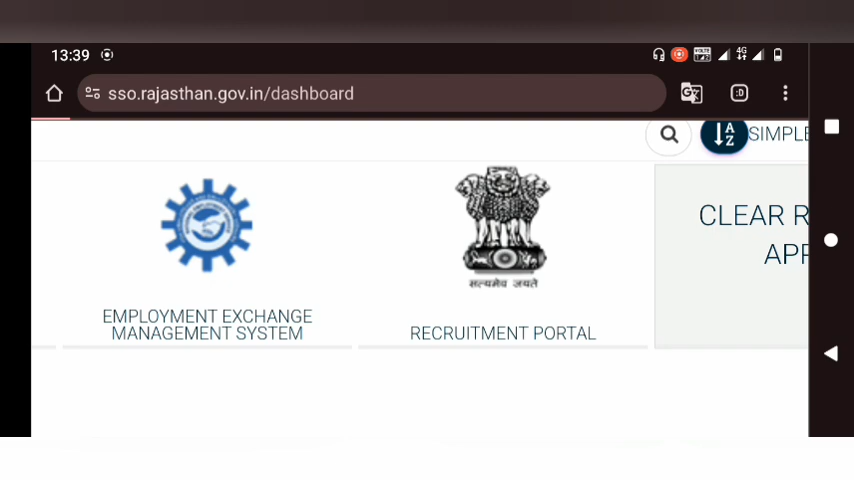 13:39
4G
sso.rajasthan.gov.in/dashboard
:D
A
Z
SIMPLE
CLEAR R
APP
सत्यमेव जयते
EMPLOYMENT EXCHANGE
MANAGEMENT SYSTEM
RECRUITMENT PORTAL